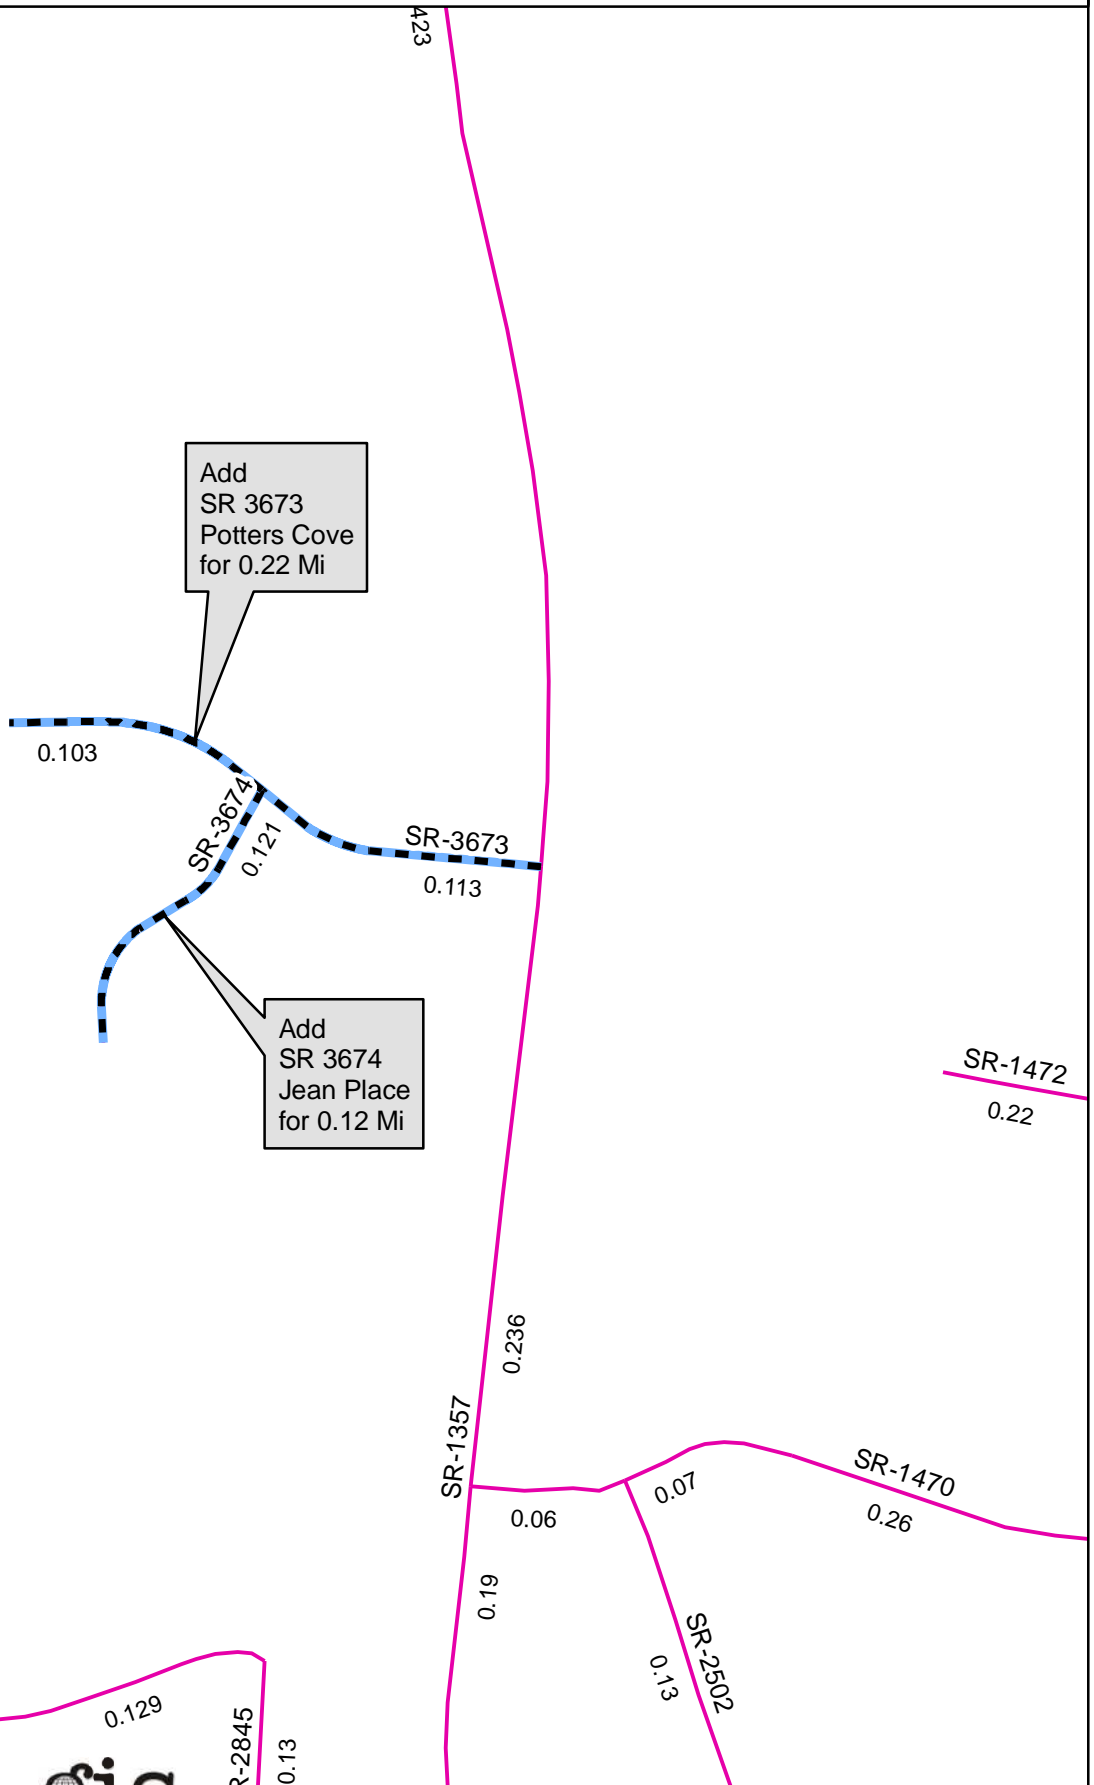 423
Add
SR 3673
Potters Cove
for 0.22 Mi
0.103
SR-3674
0.121
SR-3673
0.113
Add
SR 3674
Jean Place
for 0.12 Mi
SR-1472
0.22
0.236
SR-1357
0.06
0.07
SR-1470
0.26
0.19
SR-2502
0.13
0.129
R-2845
0.13